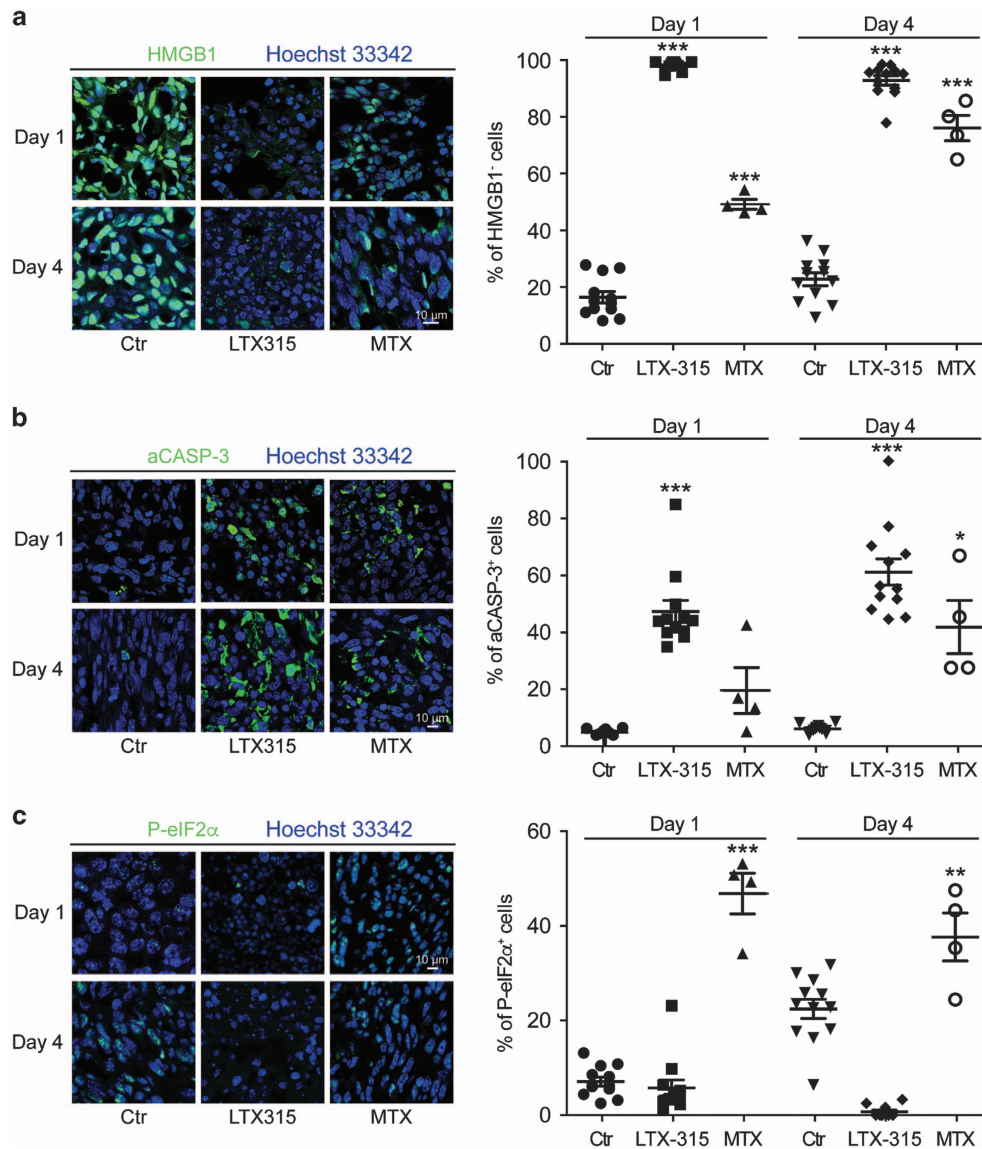 a
HMGB1 Hoechst 33342
Day 1
Day 4
10 µm
Ctr LTX315 MTX
Day 1 Day 4
*** *** *** ***
% of HMGB1- cells
100
80
60
40
20
0
Ctr LTX-315 MTX Ctr LTX-315 MTX
b
aCASP-3 Hoechst 33342
Day 1
Day 4
10 µm
Ctr LTX315 MTX
Day 1 Day 4
*** *** *
% of aCASP-3+ cells
100
80
60
40
20
0
Ctr LTX-315 MTX Ctr LTX-315 MTX
c
P-eIF2α Hoechst 33342
Day 1
10 µm
Day 4
Ctr LTX315 MTX
Day 1 Day 4
*** **
% of P-eIF2α+ cells
60
40
20
0
Ctr LTX-315 MTX Ctr LTX-315 MTX